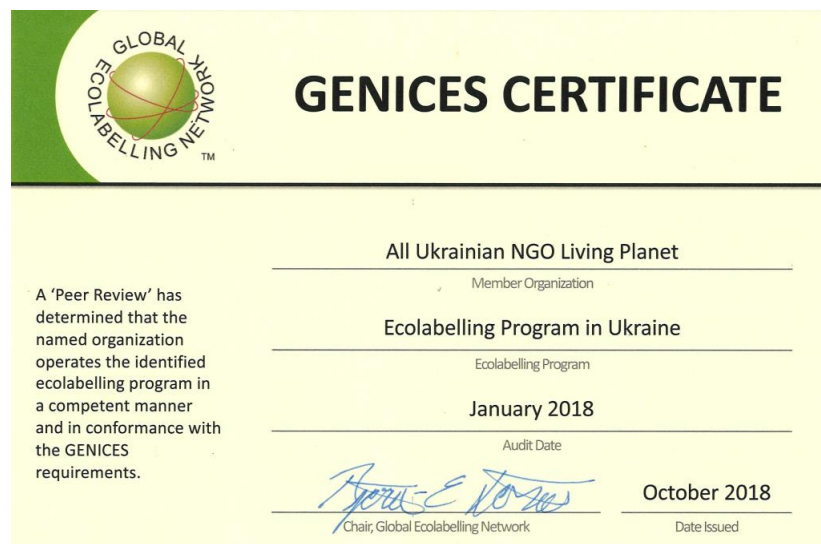 GLOBAL
ECOLABELLING NETWORK
TM
GENICES CERTIFICATE
All Ukrainian NGO Living Planet
Member Organization
A 'Peer Review' has
determined that the
named organization
operates the identified
ecolabelling program in
a competent manner
and in conformance with
the GENICES
requirements.
Ecolabelling Program in Ukraine
Ecolabelling Program
January 2018
Audit Date
October 2018
Chair, Global Ecolabelling Network
Date Issued